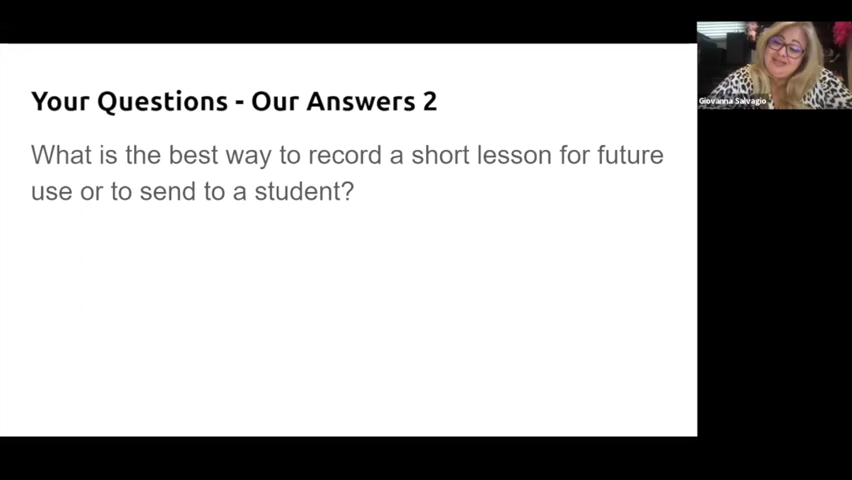 Your Questions - Our Answers 2
What is the best way to record a short lesson for future
use or to send to a student?
Giovanna Salvagio